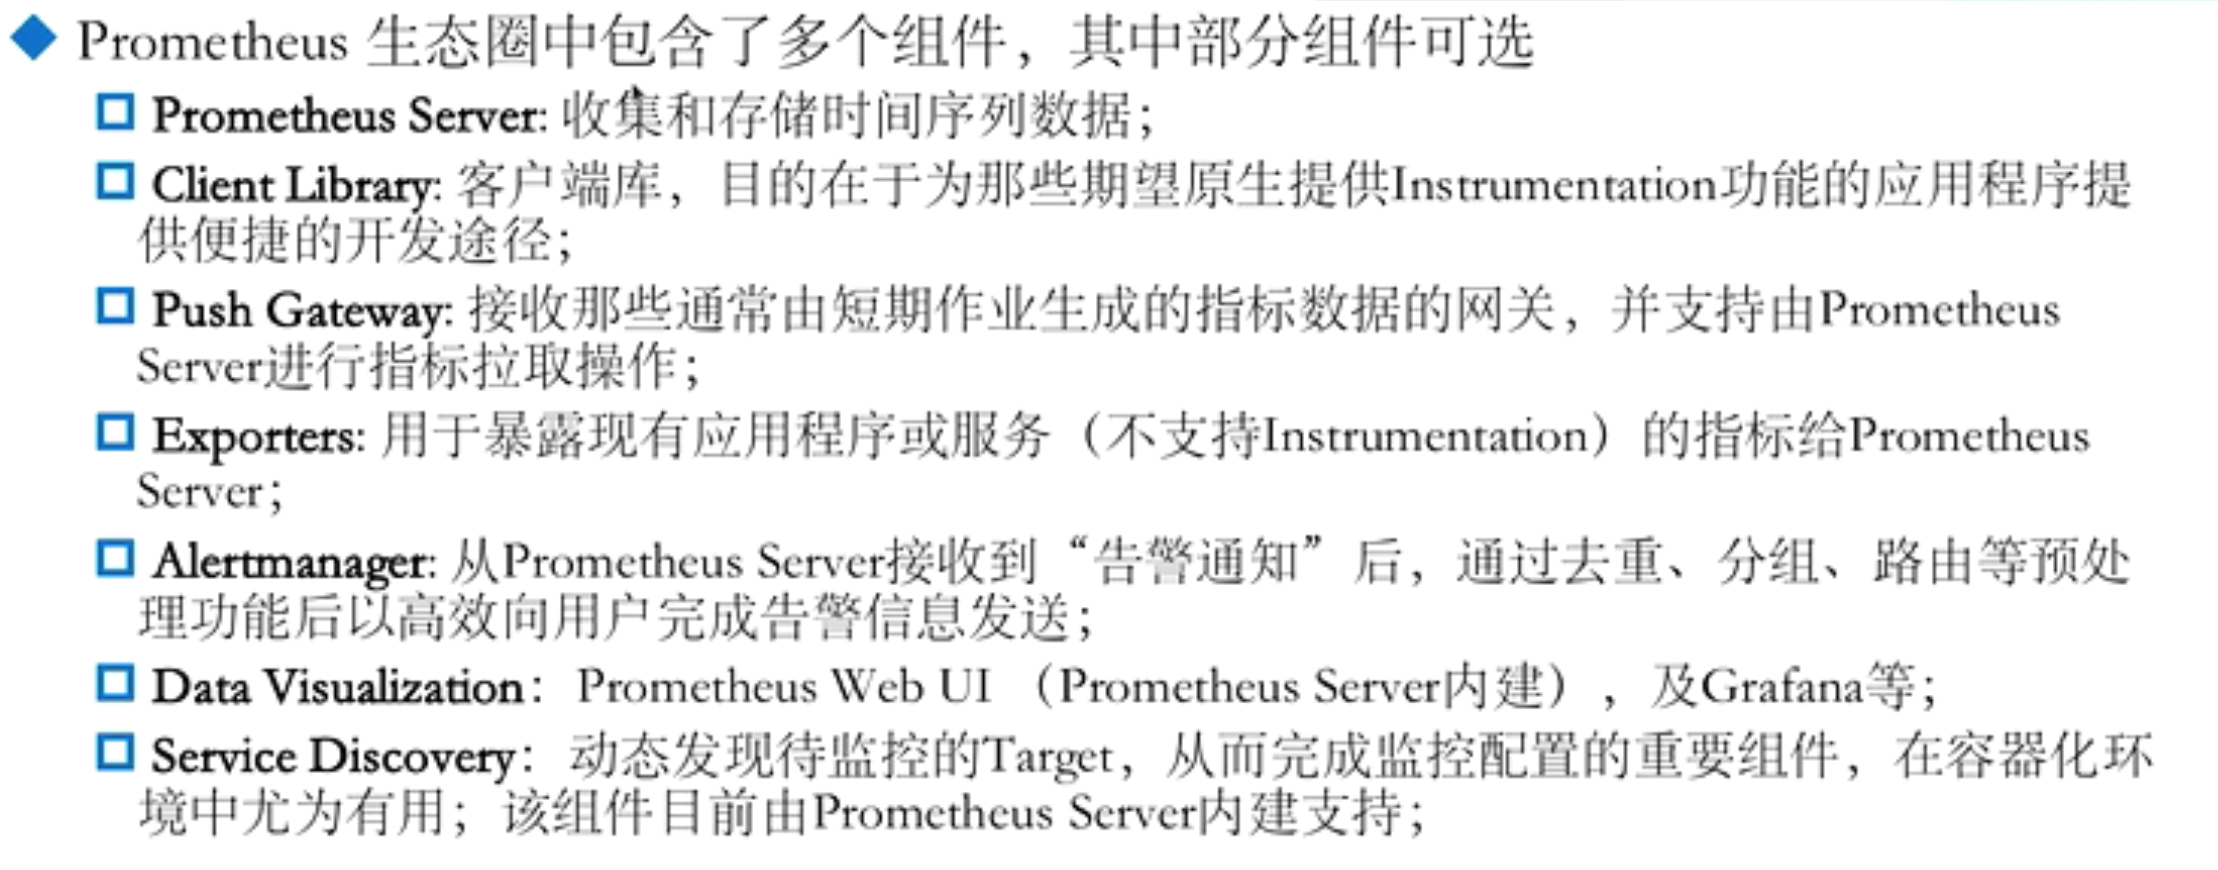 Prometheus 生态圈中包含了多个组件，其中部分组件可选
Prometheus Server: 收集和存储时间序列数据；
Client Library: 客户端库，目的在于为那些期望原生提供Instrumentation功能的应用程序提
供便捷的开发途径；
Push Gateway: 接收那些通常由短期作业生成的指标数据的网关，并支持由Prometheus
Server进行指标拉取操作；
Exporters: 用于暴露现有应用程序或服务（不支持Instrumentation）的指标给Prometheus
Server；
Alertmanager: 从Prometheus Server接收到“告警通知”后，通过去重、分组、路由等预处
理功能后以高效向用户完成告警信息发送；
Data Visualization：Prometheus Web UI （Prometheus Server内建），及Grafana等；
Service Discovery：动态发现待监控的Target，从而完成监控配置的重要组件，在容器化环
境中尤为有用；该组件目前由Prometheus Server内建支持；